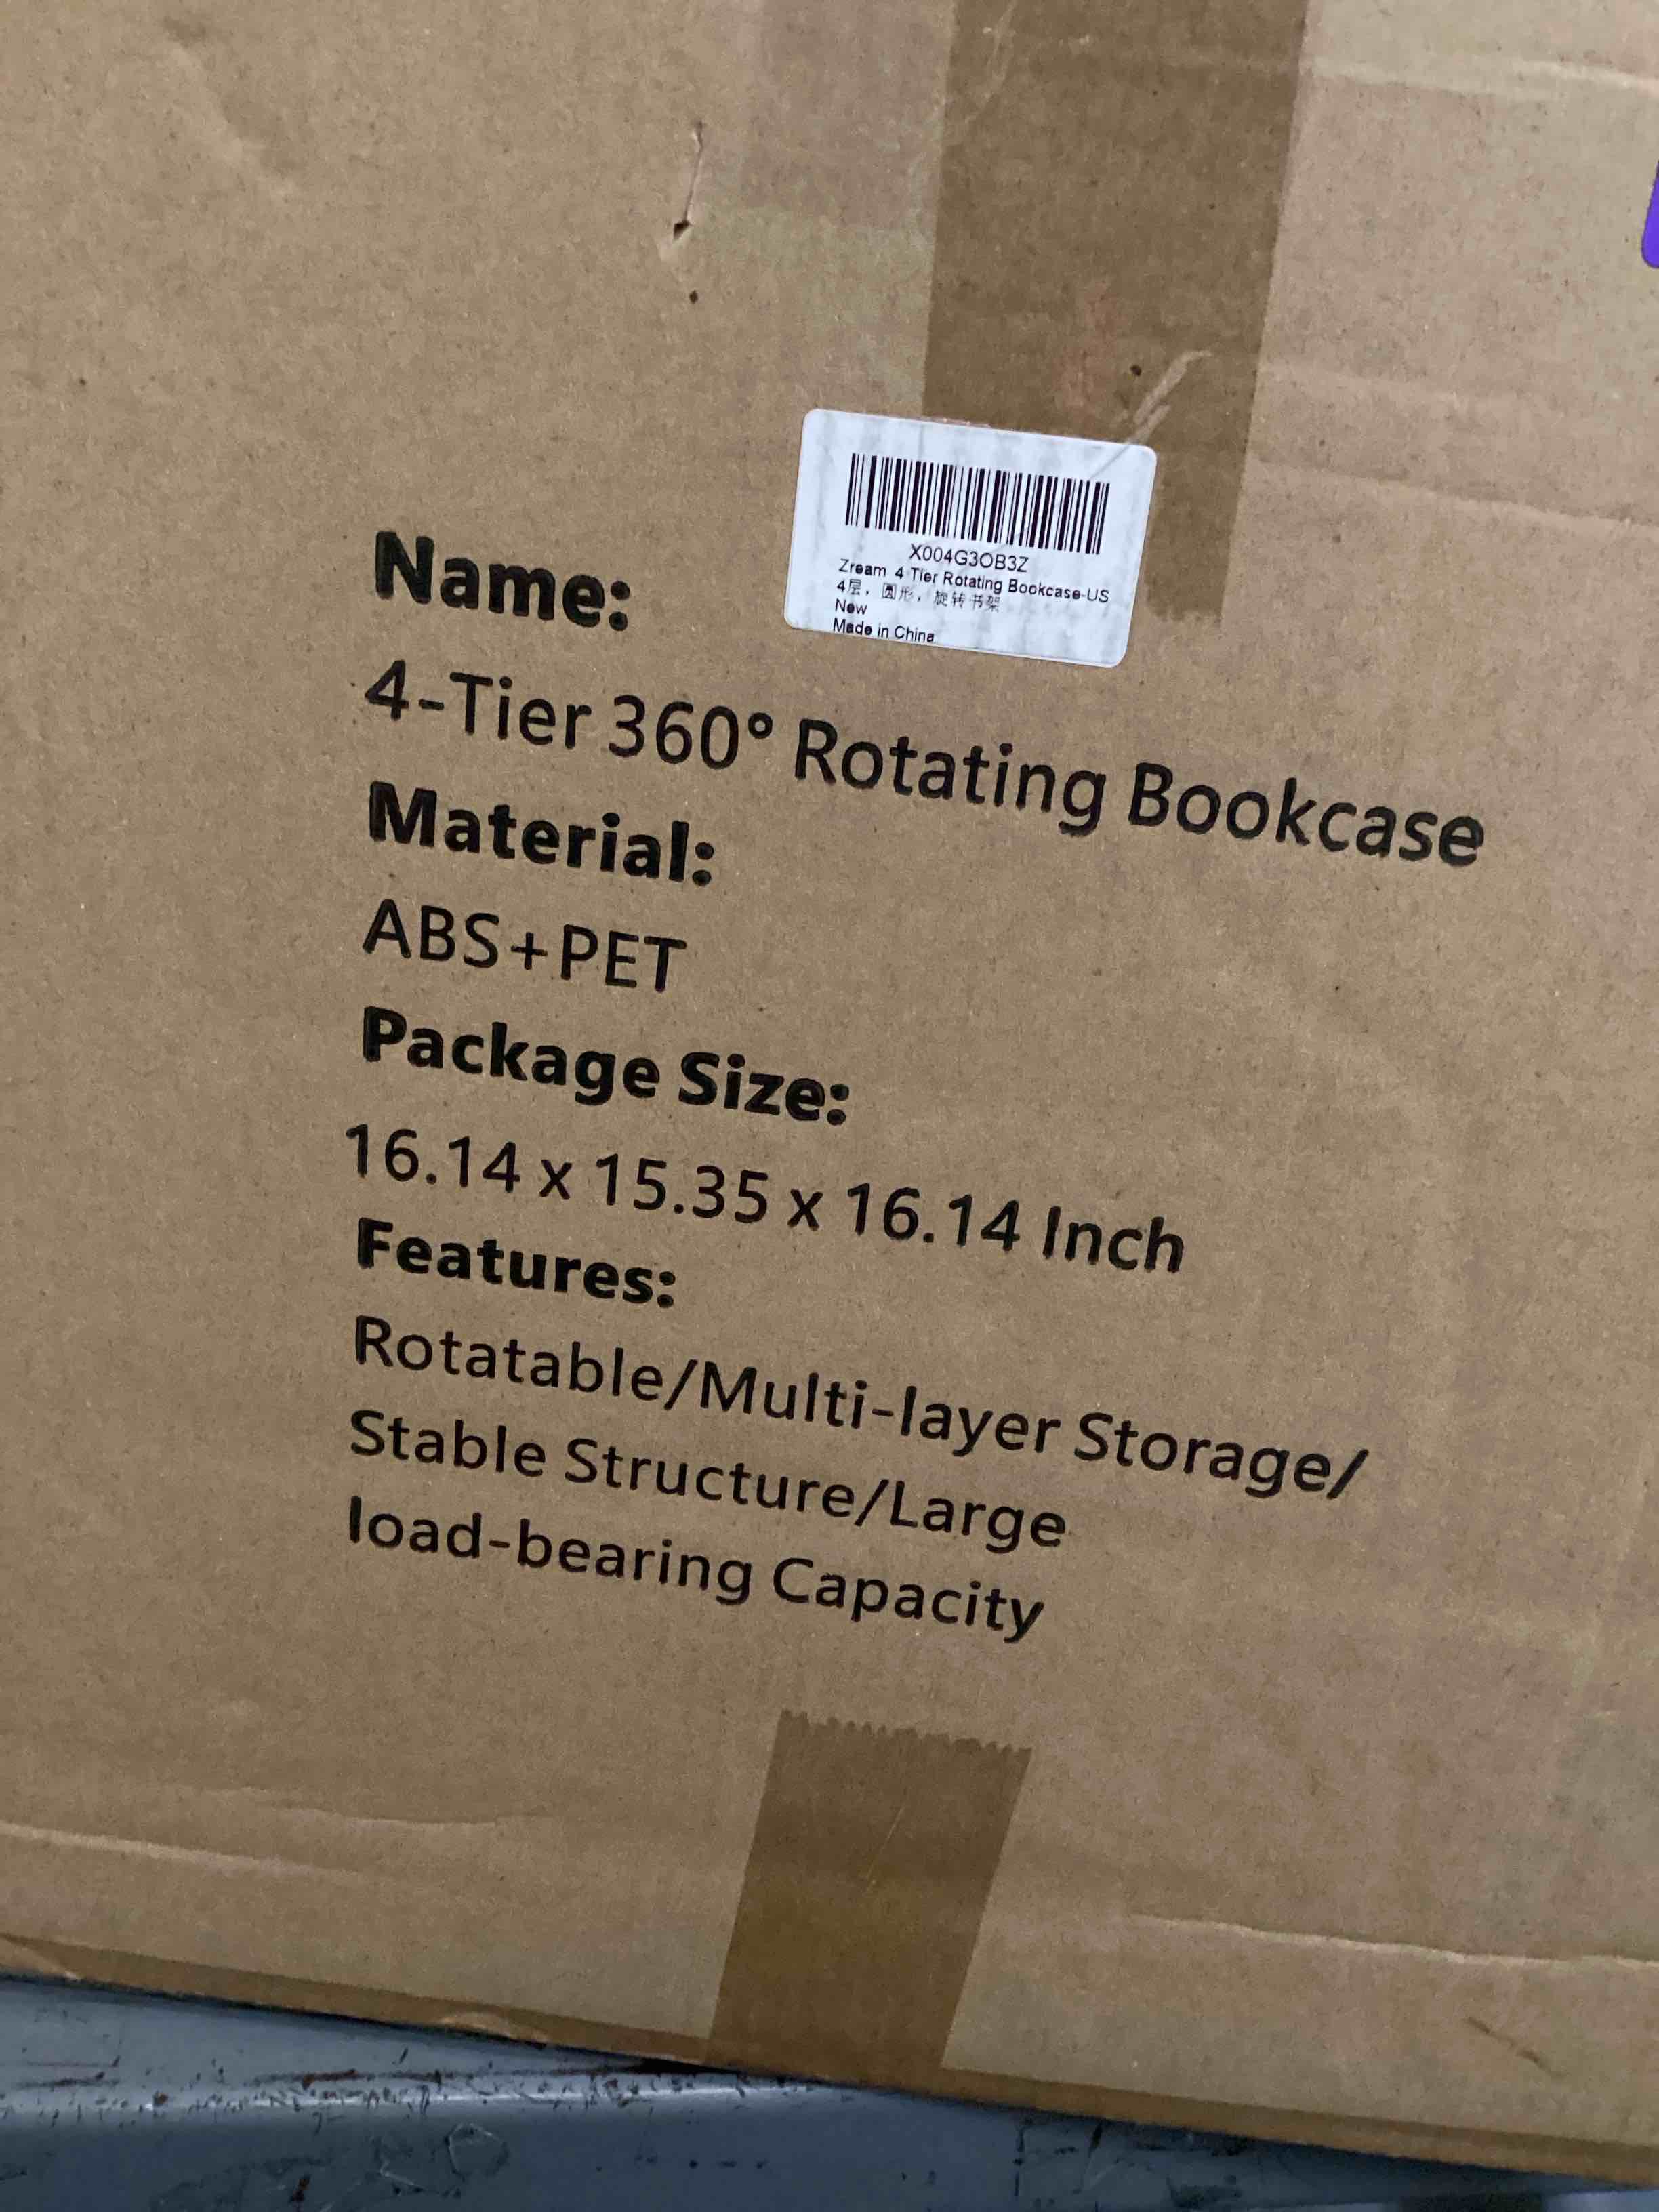 X004G3OB3Z
Zream 4 Tier Rotating Bookcase-US
4层，圆形，旋转书架
New
Made in China
Name:
4-Tier 360° Rotating Bookcase
Material:
ABS+PET
Package Size:
16.14 x 15.35 x 16.14 Inch
Features:
Rotatable/Multi-layer Storage/
Stable Structure/Large
load-bearing Capacity